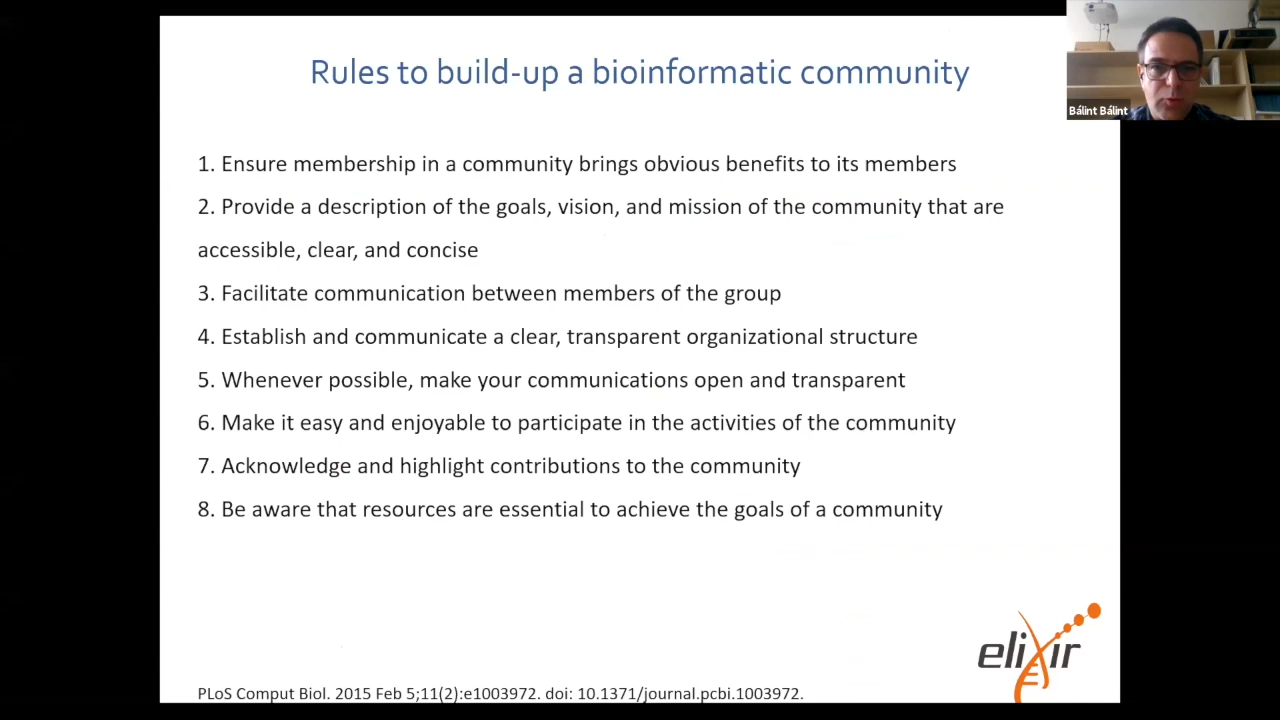 Rules to build-up a bioinformatic community
Bálint Bálint
1. Ensure membership in a community brings obvious benefits to its members
2. Provide a description of the goals, vision, and mission of the community that are
accessible, clear, and concise
3. Facilitate communication between members of the group
4. Establish and communicate a clear, transparent organizational structure
5. Whenever possible, make your communications open and transparent
6. Make it easy and enjoyable to participate in the activities of the community
7. Acknowledge and highlight contributions to the community
8. Be aware that resources are essential to achieve the goals of a community
elixir
PLoS Comput Biol. 2015 Feb 5;11(2):e1003972. doi: 10.1371/journal.pcbi.1003972.